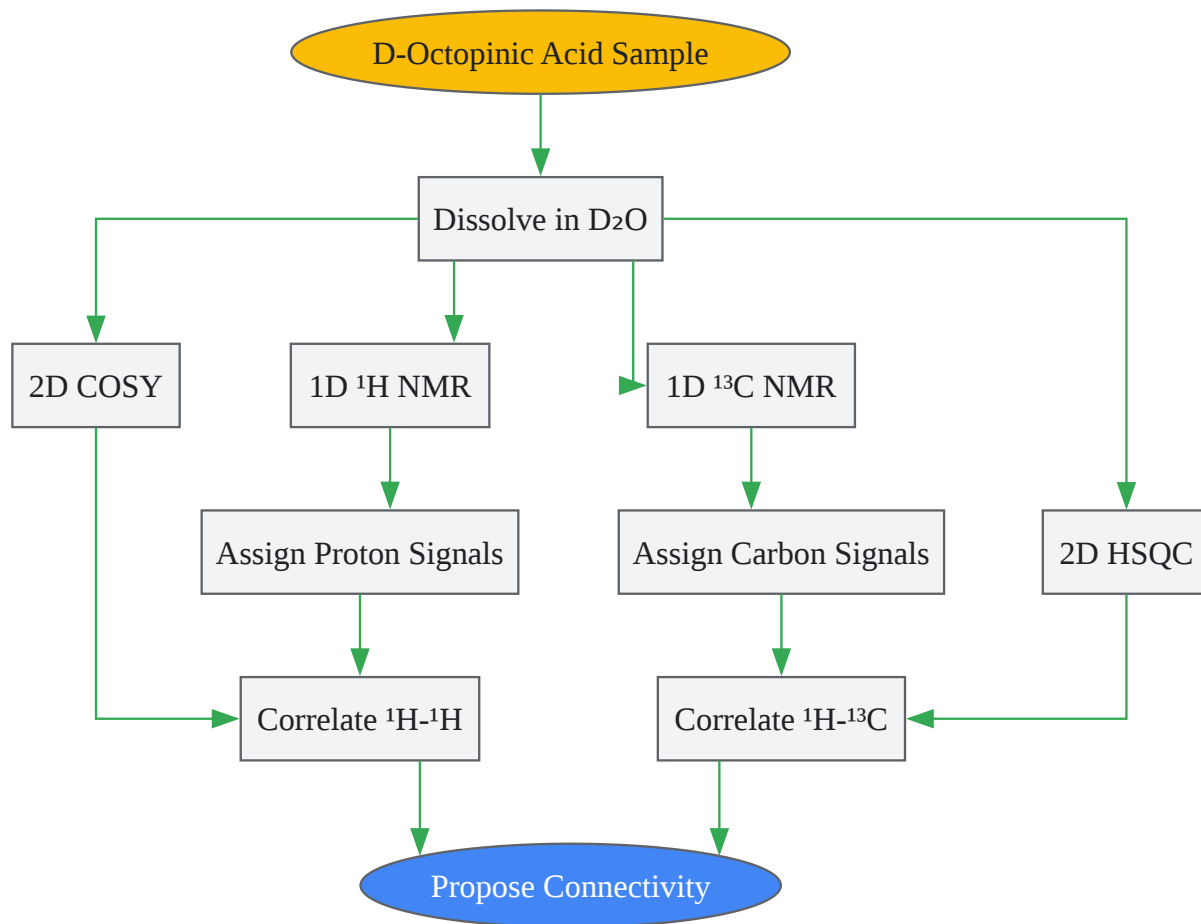 D-Octopinic Acid Sample
Dissolve in D₂O
2D COSY
1D ¹H NMR
1D ¹³C NMR
Assign Proton Signals
Assign Carbon Signals
2D HSQC
Correlate ¹H-¹H
Correlate ¹H-¹³C
Propose Connectivity